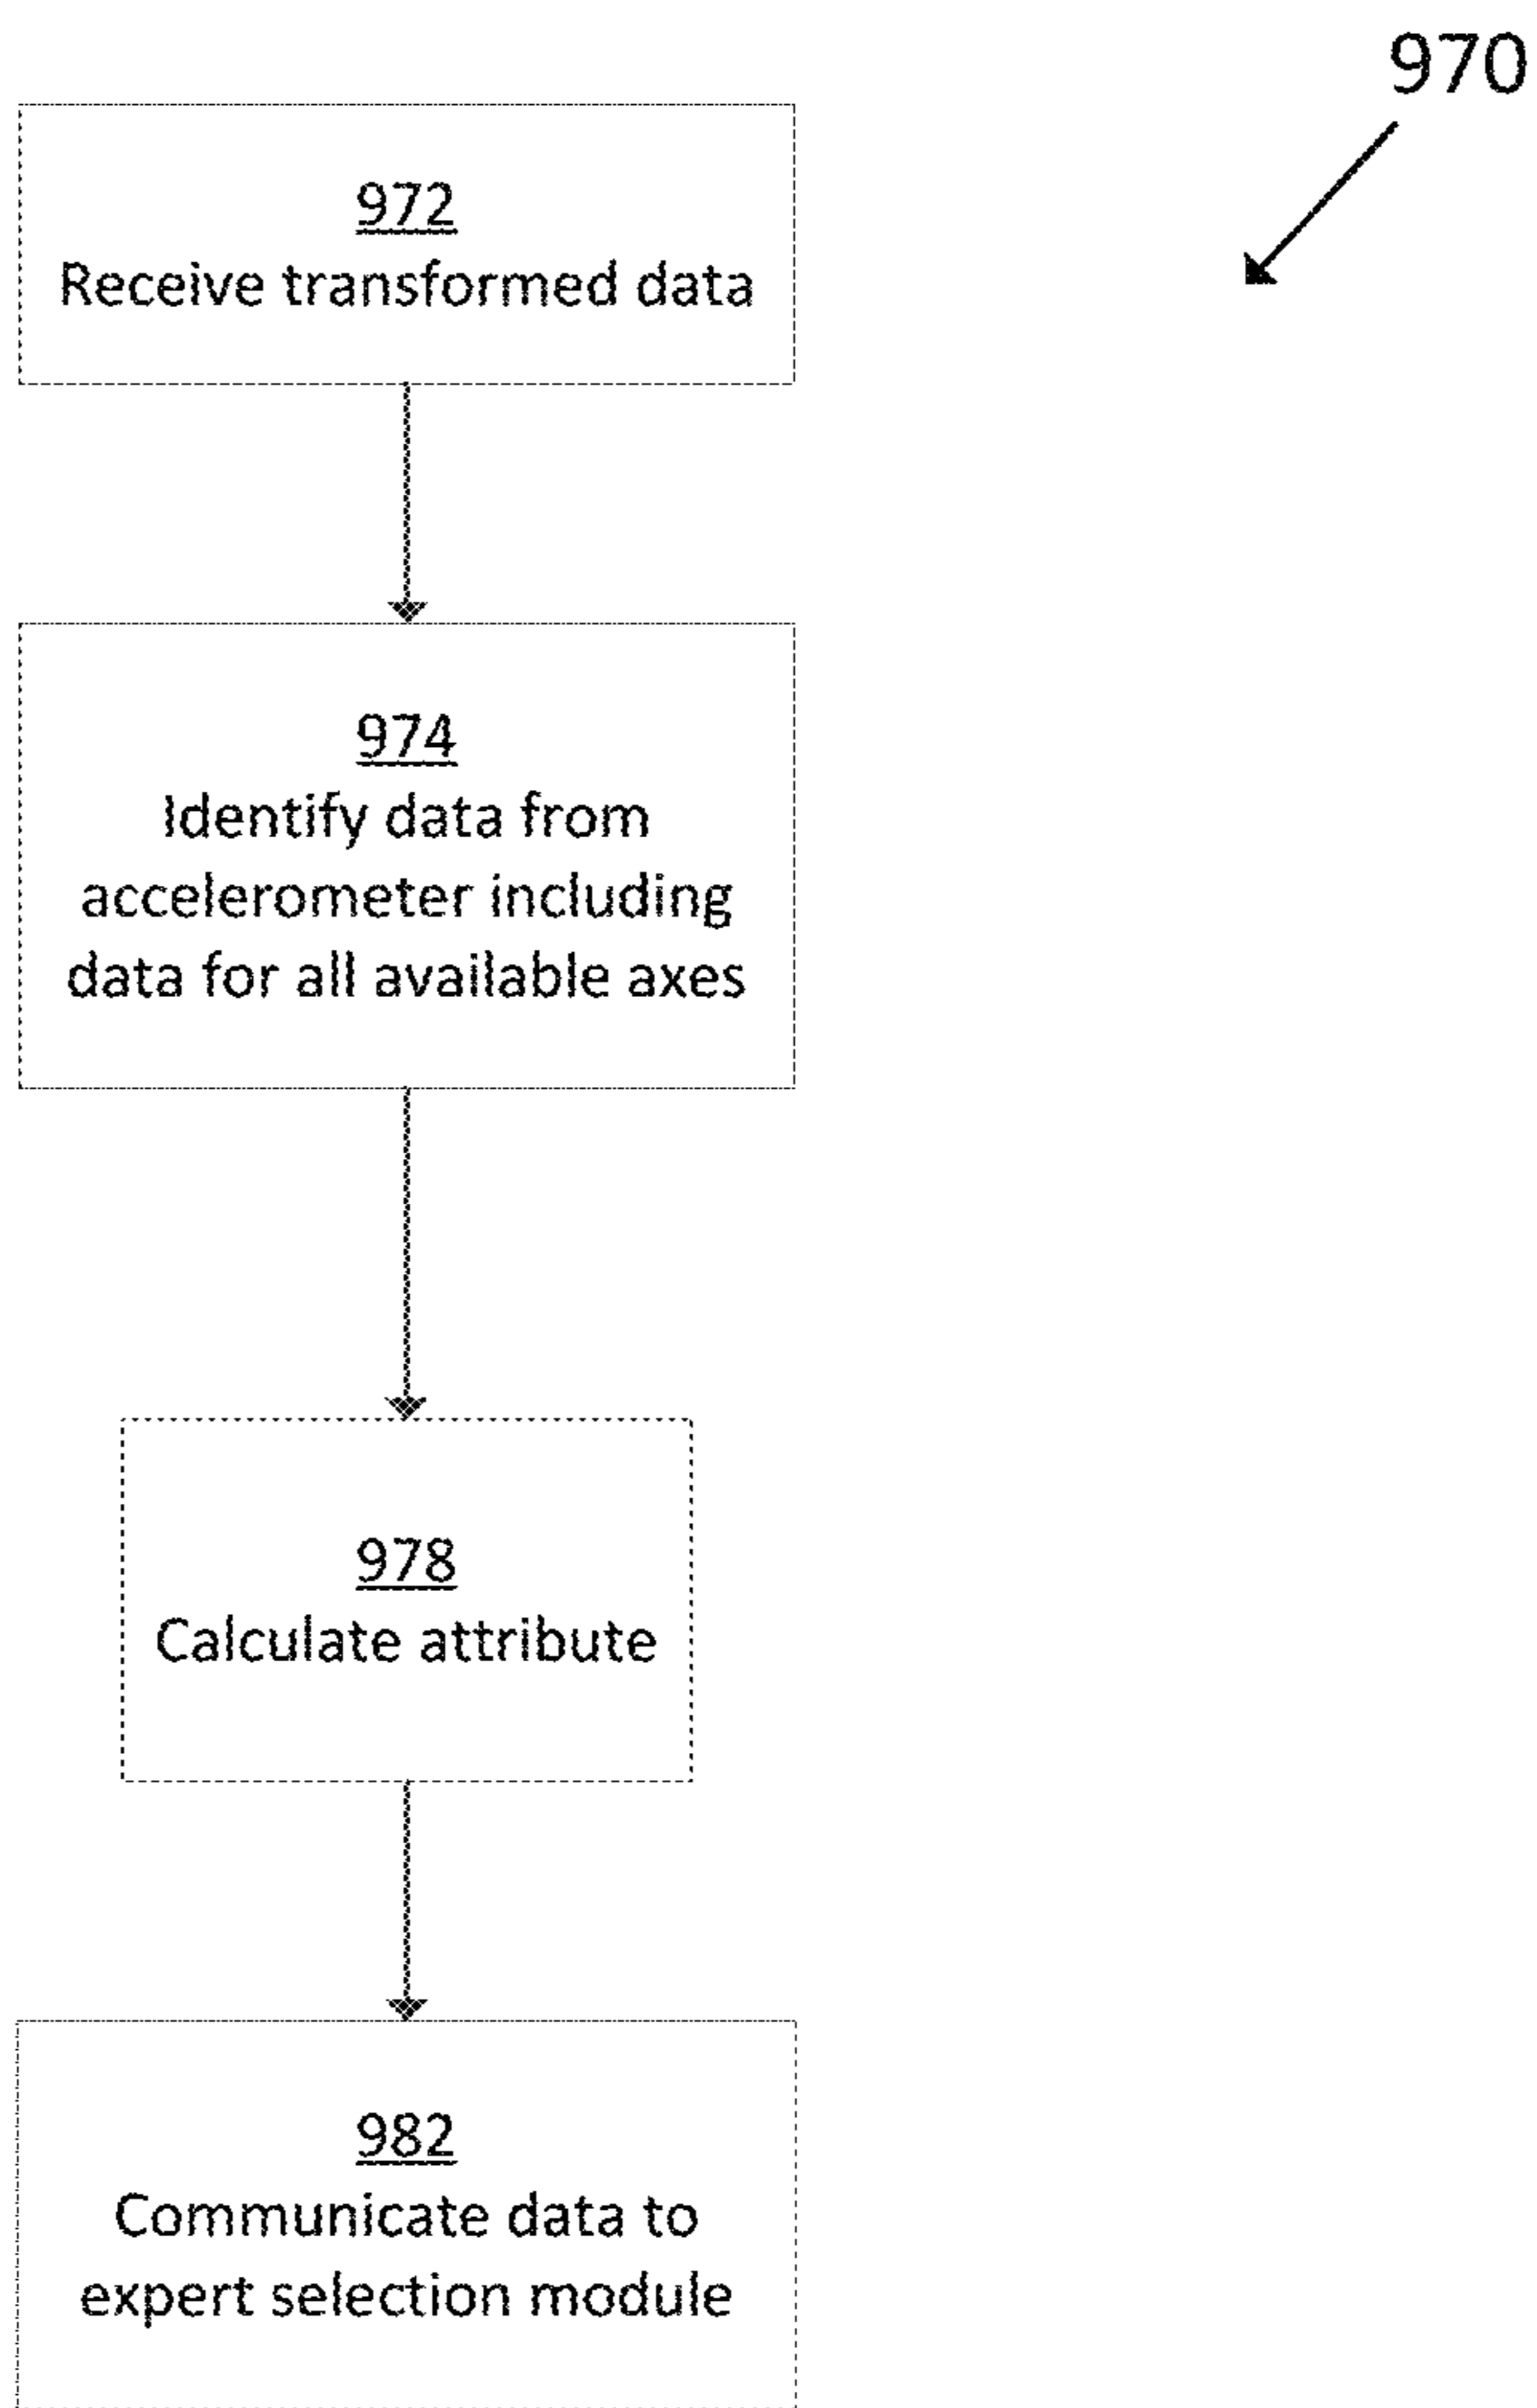 970
972
Receive transformed data
974
Identify data from
accelerometer including
data for all available axes
978
Calculate attribute
982
Communicate data to
expert selection module